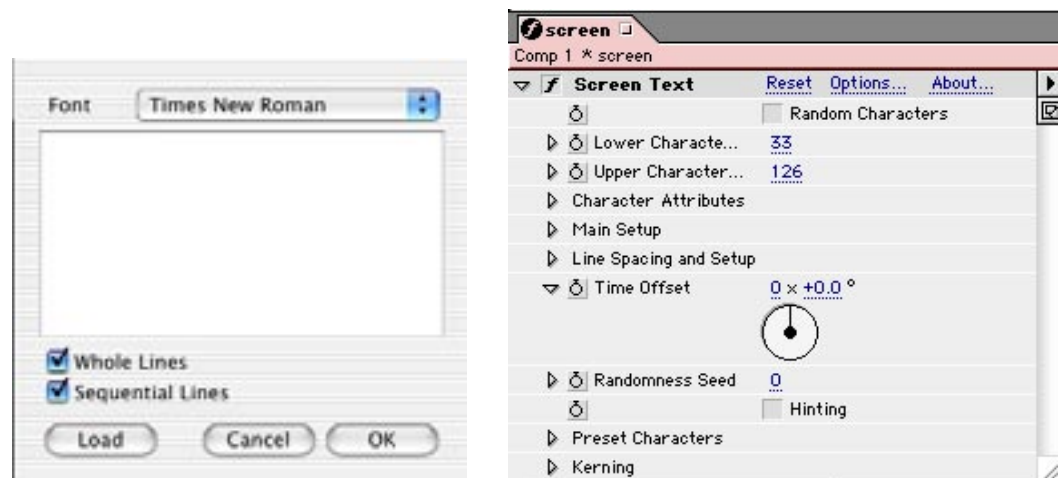 Font Times New Roman
Whole Lines
Sequential Lines
Load Cancel OK
screen
Comp 1 * screen
Screen Text Reset Options... About...
Random Characters
Lower Characte... 33
Upper Character... 126
Character Attributes
Main Setup
Line Spacing and Setup
Time Offset 0 x +0.0 °
Randomness Seed 0
Hinting
Preset Characters
Kerning